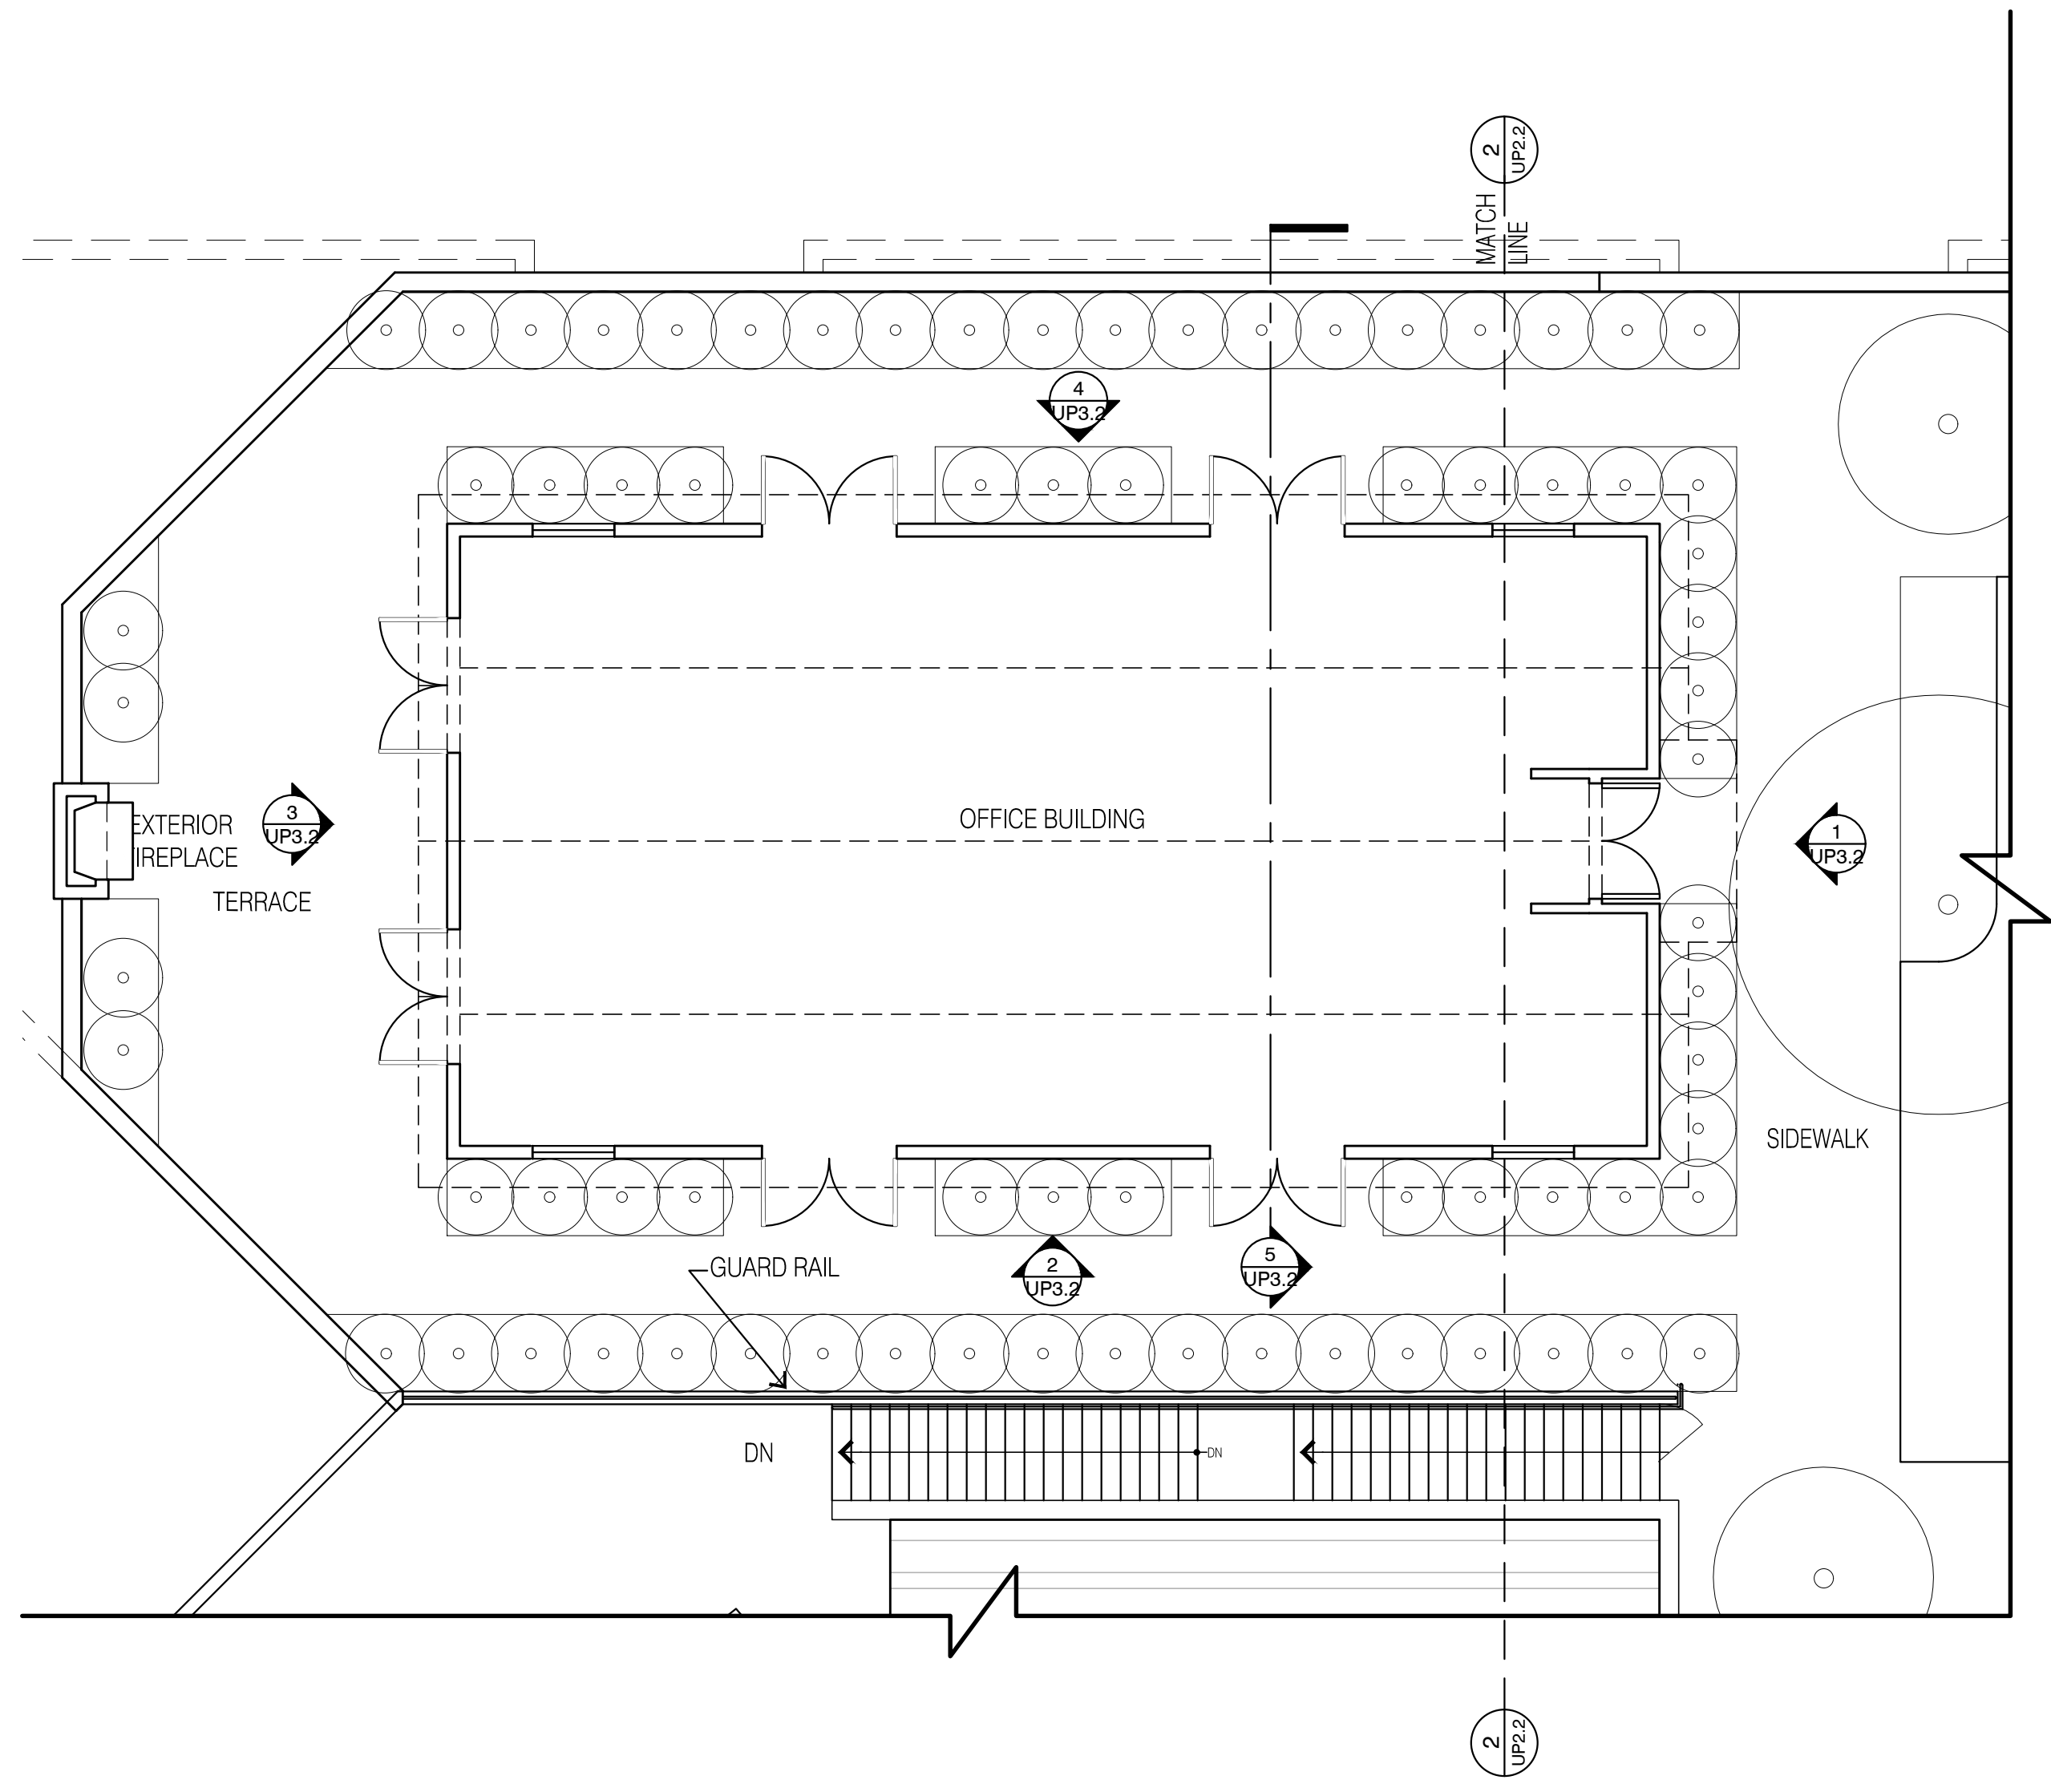 2
UP2.2
MATCH
LINE
4
UP3.2
EXTERIOR
FIREPLACE
TERRACE
3
UP3.2
OFFICE BUILDING
1
UP3.2
SIDEWALK
GUARD RAIL
2
UP3.2
5
UP3.2
DN
DN
2
UP2.2